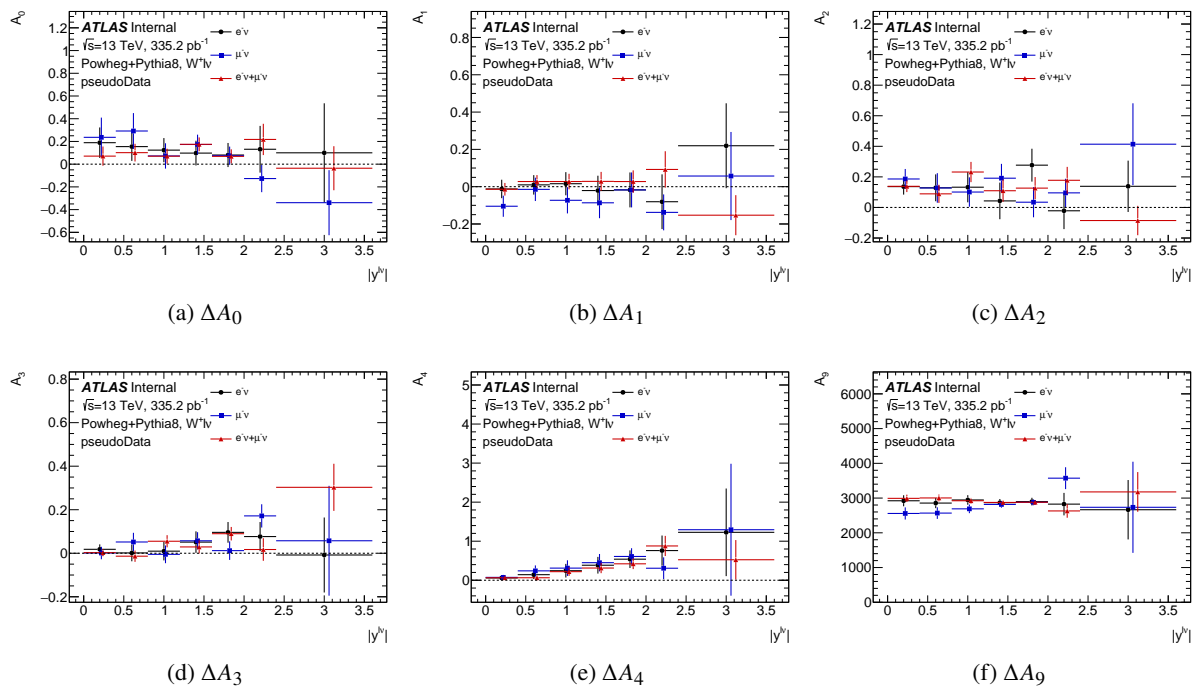 A0
ATLAS Internal
√s=13 TeV, 335.2 pb-1
Powheg+Pythia8, W+lν
pseudoData
e-ν
μ-ν
e-ν+μ-ν
1
0.8
0.6
0.4
0.2
0
−0.2
−0.4
−0.6
0 0.5 1 1.5 2 2.5 3 3.5
|ylν|
(a) ΔA0
A1
ATLAS Internal
√s=13 TeV, 335.2 pb-1
Powheg+Pythia8, W+lν
pseudoData
e-ν
μ-ν
e-ν+μ-ν
0.8
0.6
0.4
0.2
0
−0.2
0 0.5 1 1.5 2 2.5 3 3.5
|ylν|
(b) ΔA1
A2
ATLAS Internal
√s=13 TeV, 335.2 pb-1
Powheg+Pythia8, W+lν
pseudoData
e-ν
μ-ν
e-ν+μ-ν
1
0.8
0.6
0.4
0.2
0
−0.2
0 0.5 1 1.5 2 2.5 3 3.5
|ylν|
(c) ΔA2
A3
ATLAS Internal
√s=13 TeV, 335.2 pb-1
Powheg+Pythia8, W+lν
pseudoData
e-ν
μ-ν
e-ν+μ-ν
0.8
0.6
0.4
0.2
0
−0.2
0 0.5 1 1.5 2 2.5 3 3.5
|ylν|
(d) ΔA3
A4
ATLAS Internal
√s=13 TeV, 335.2 pb-1
Powheg+Pythia8, W+lν
pseudoData
e-ν
μ-ν
e-ν+μ-ν
5
4
3
2
1
0
0 0.5 1 1.5 2 2.5 3 3.5
|ylν|
(e) ΔA4
A9
ATLAS Internal
√s=13 TeV, 335.2 pb-1
Powheg+Pythia8, W+lν
pseudoData
e-ν
μ-ν
e-ν+μ-ν
6000
5000
4000
3000
2000
1000
0
0 0.5 1 1.5 2 2.5 3 3.5
|ylν|
(f) ΔA9